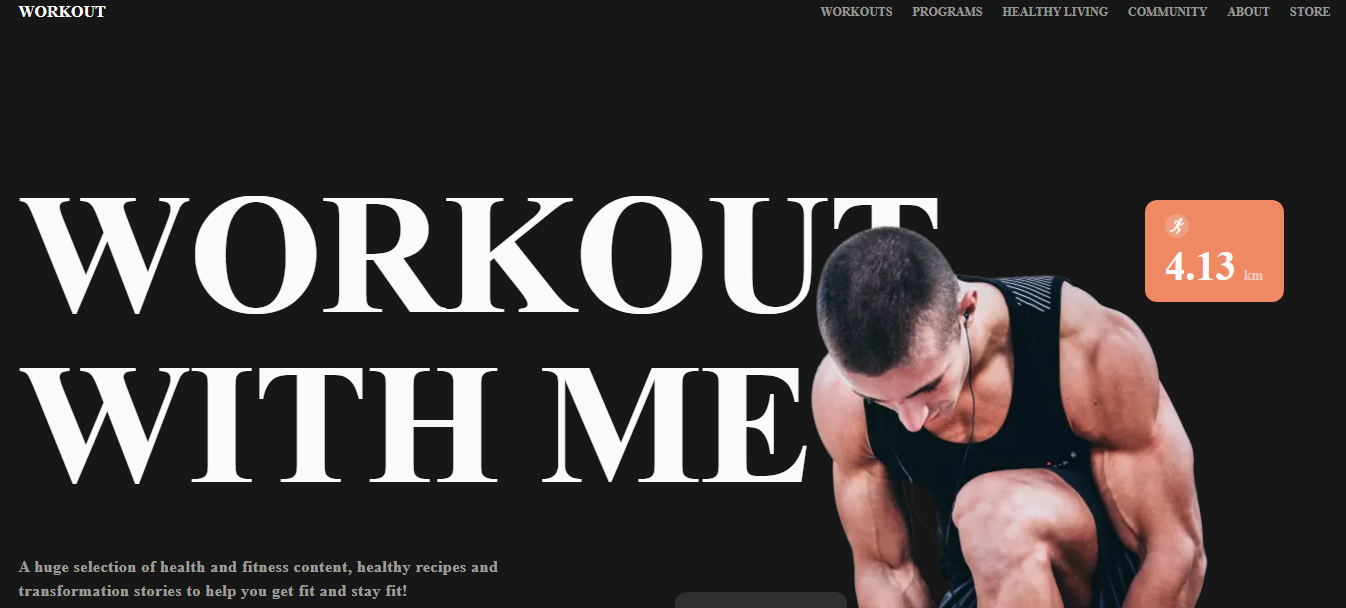 WORKOUT
WORKOUTS PROGRAMS HEALTHY LIVING COMMUNITY ABOUT STORE
WORKOUT
WITH ME
4.13 km
A huge selection of health and fitness content, healthy recipes and
transformation stories to help you get fit and stay fit!